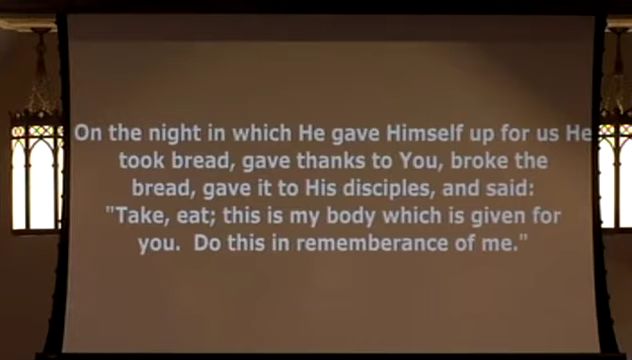 On the night in which He gave Himself up for us He
took bread, gave thanks to You, broke the
bread, gave it to His disciples, and said:
"Take, eat; this is my body which is given for
you.  Do this in rememberance of me."